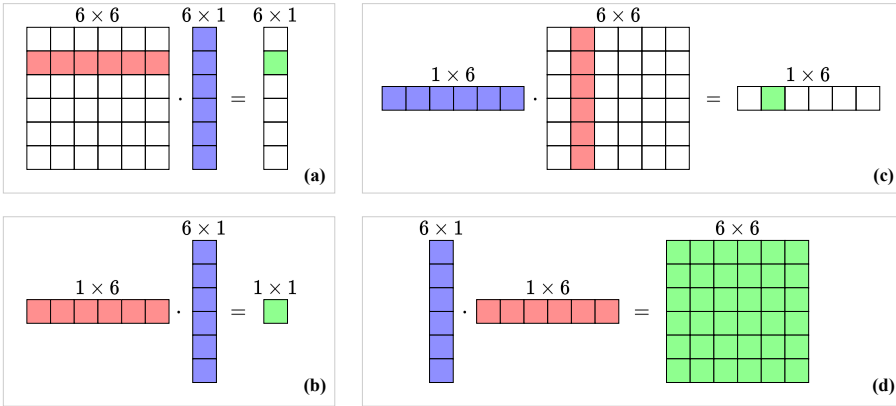 6 × 6 6 × 1 6 × 1
· =
(a)
6 × 6
1 × 6 1 × 6
· =
(c)
6 × 1
1 × 6 1 × 1
· =
(b)
6 × 1 6 × 6
1 × 6
· =
(d)